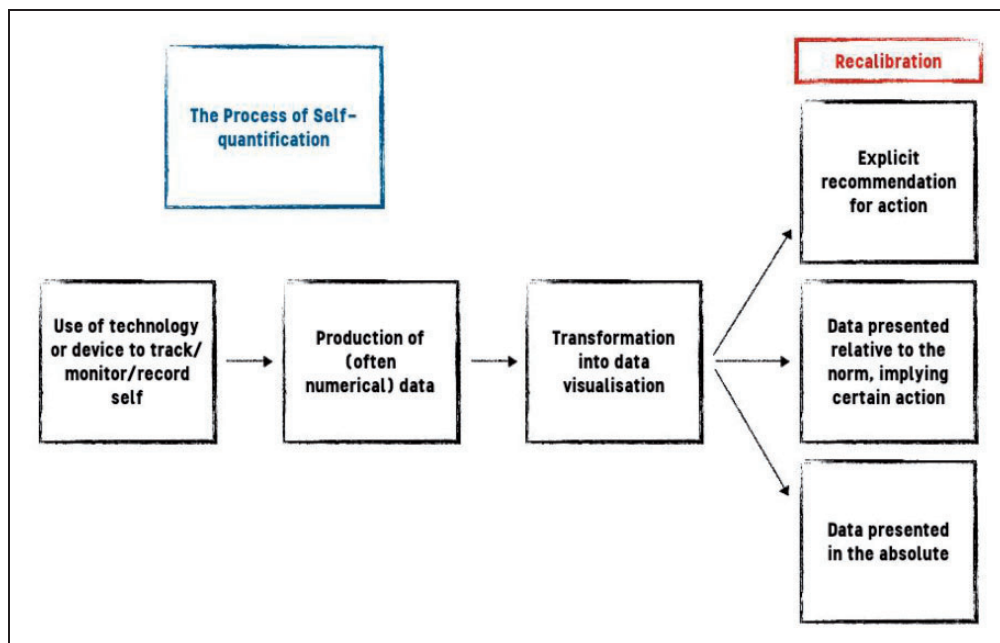 The Process of Self-
quantification
Recalibration
Explicit
recommendation
for action
Use of technology
or device to track/
monitor/record
self
Production of
(often
numerical) data
Transformation
into data
visualisation
Data presented
relative to the
norm, implying
certain action
Data presented
in the absolute